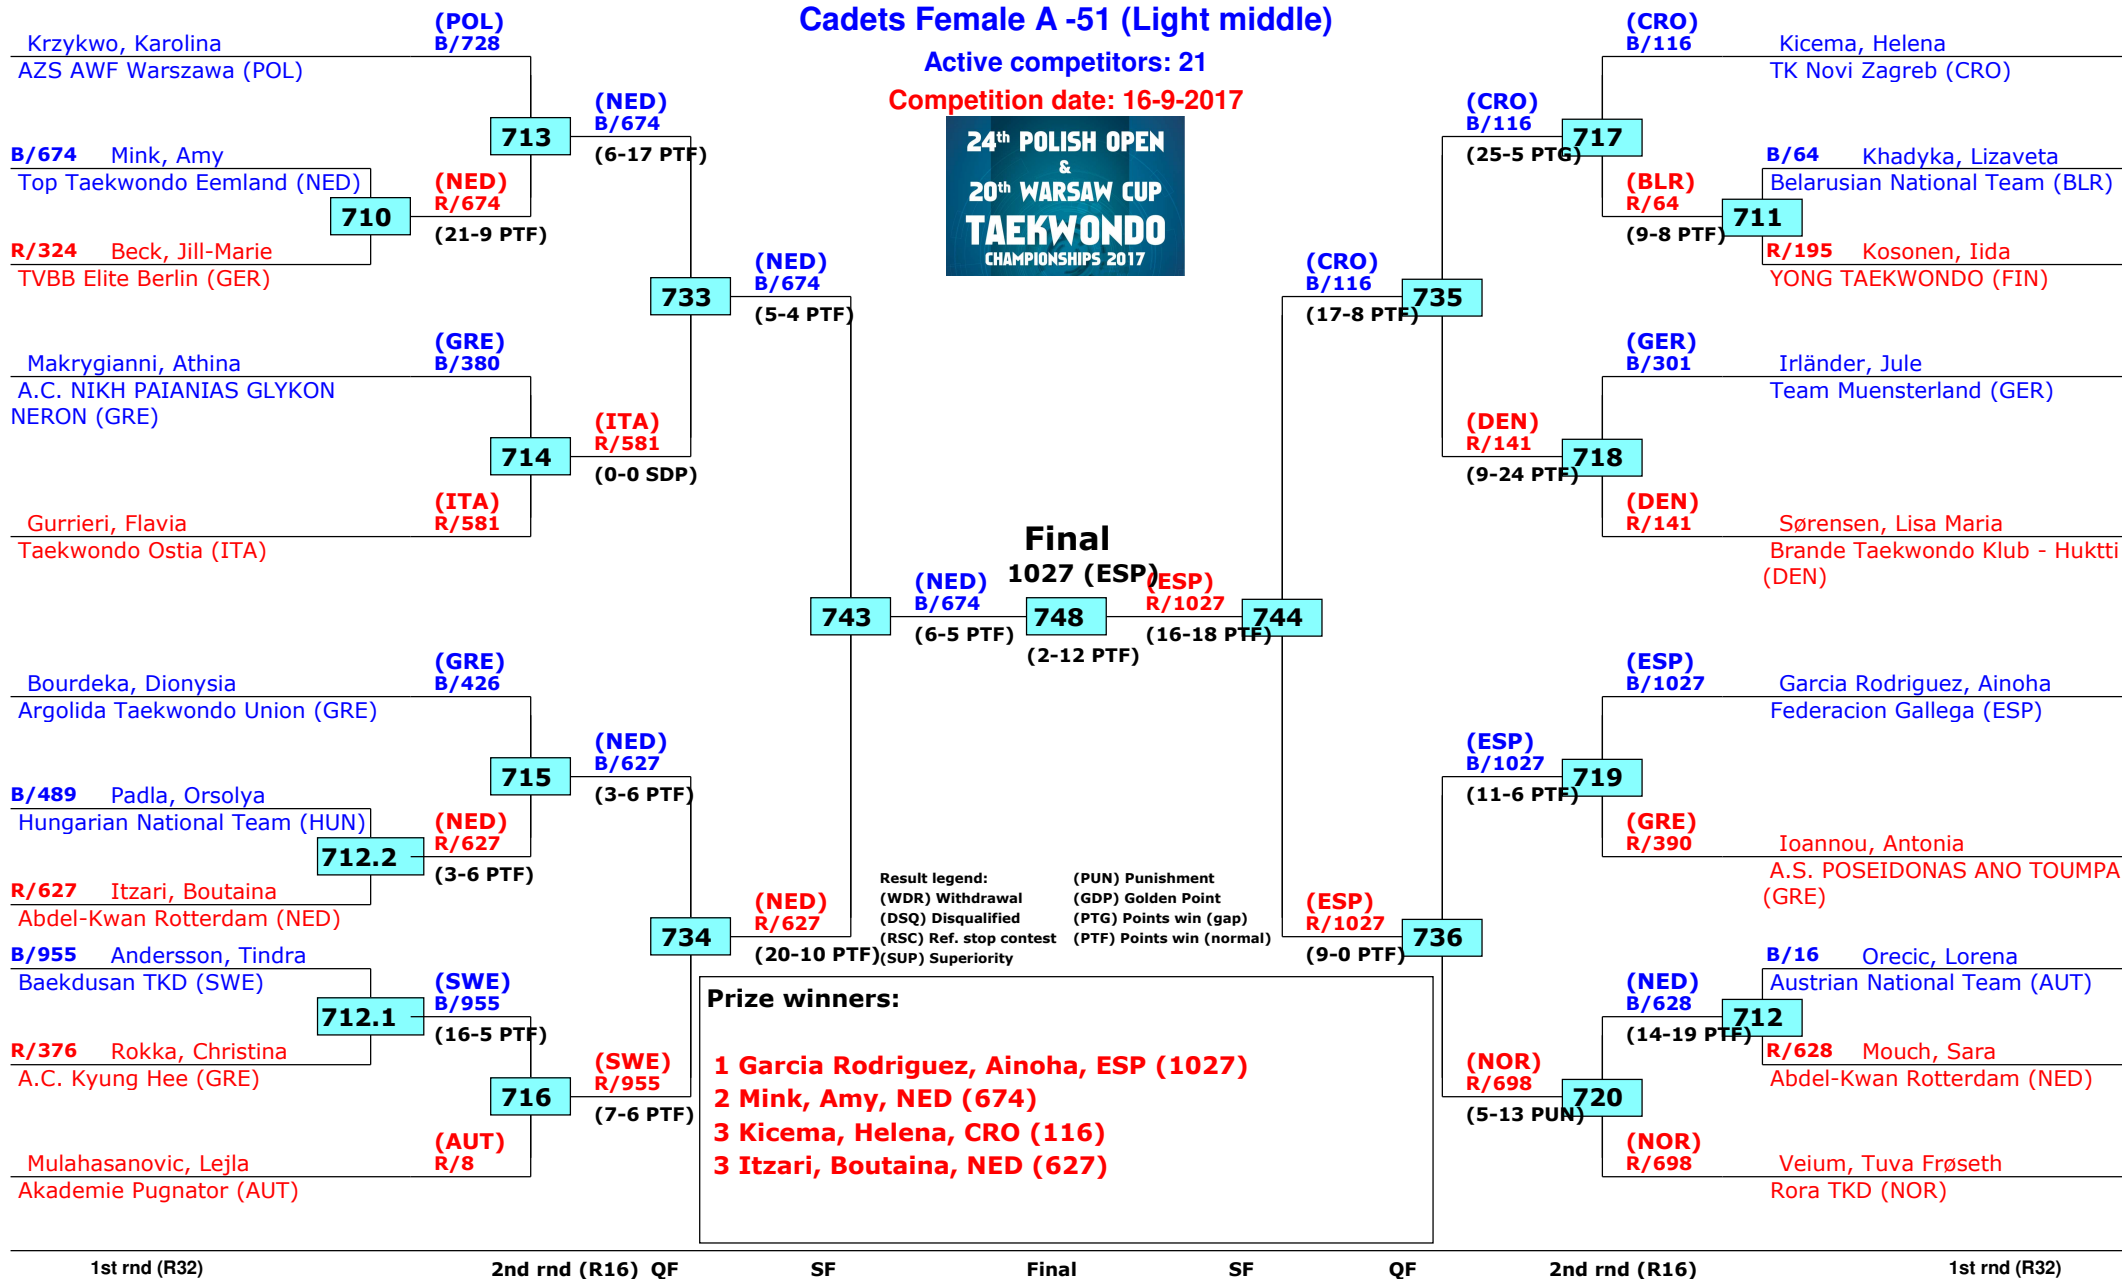 Cadets Female A -51 (Light middle)
Active competitors: 21
Competition date: 16-9-2017
24th POLISH OPEN
&
20th WARSAW CUP
TAEKWONDO
CHAMPIONSHIPS 2017
Krzykwo, Karolina
AZS AWF Warszawa (POL)
(POL)
B/728
B/674 Mink, Amy
Top Taekwondo Eemland (NED)
710
R/324 Beck, Jill-Marie
TVBB Elite Berlin (GER)
(NED)
R/674
(21-9 PTF)
713
(NED)
B/674
(6-17 PTF)
Makrygianni, Athina
A.C. NIKH PAIANIAS GLYKON
NERON (GRE)
(GRE)
B/380
Gurrieri, Flavia
Taekwondo Ostia (ITA)
(ITA)
R/581
714
(ITA)
R/581
(0-0 SDP)
733
(NED)
B/674
(5-4 PTF)
Bourdeka, Dionysia
Argolida Taekwondo Union (GRE)
(GRE)
B/426
B/489 Padla, Orsolya
Hungarian National Team (HUN)
712.2
R/627 Itzari, Boutaina
Abdel-Kwan Rotterdam (NED)
(NED)
R/627
(3-6 PTF)
715
(NED)
B/627
(3-6 PTF)
B/955 Andersson, Tindra
Baekdusan TKD (SWE)
712.1
R/376 Rokka, Christina
A.C. Kyung Hee (GRE)
(SWE)
B/955
(16-5 PTF)
Mulahasanovic, Lejla
Akademie Pugnator (AUT)
(AUT)
R/8
716
(SWE)
R/955
(7-6 PTF)
734
(NED)
R/627
(20-10 PTF)
743
(NED)
B/674
(6-5 PTF)
Final
1027 (ESP)
748
(2-12 PTF)
(ESP)
R/1027
(16-18 PTF)
744
(CRO)
B/116
(17-8 PTF)
735
(CRO)
B/116
(25-5 PTG)
717
(CRO)
B/116
Kicema, Helena
TK Novi Zagreb (CRO)
(BLR)
R/64
(9-8 PTF)
711
B/64 Khadyka, Lizaveta
Belarusian National Team (BLR)
R/195 Kosonen, Iida
YONG TAEKWONDO (FIN)
(DEN)
R/141
(9-24 PTF)
718
(GER)
B/301
Irländer, Jule
Team Muensterland (GER)
(DEN)
R/141
Sørensen, Lisa Maria
Brande Taekwondo Klub - Huktti
(DEN)
(ESP)
R/1027
(9-0 PTF)
736
(ESP)
B/1027
(11-6 PTF)
719
(ESP)
B/1027
Garcia Rodriguez, Ainoha
Federacion Gallega (ESP)
(GRE)
R/390
Ioannou, Antonia
A.S. POSEIDONAS ANO TOUMPA
(GRE)
(NOR)
R/698
(5-13 PUN)
720
(NED)
B/628
(14-19 PTF)
712
B/16 Orecic, Lorena
Austrian National Team (AUT)
R/628 Mouch, Sara
Abdel-Kwan Rotterdam (NED)
(NOR)
R/698
Veium, Tuva Frøseth
Rora TKD (NOR)
Result legend:
(WDR) Withdrawal
(DSQ) Disqualified
(RSC) Ref. stop contest
(SUP) Superiority
(PUN) Punishment
(GDP) Golden Point
(PTG) Points win (gap)
(PTF) Points win (normal)
Prize winners:
1 Garcia Rodriguez, Ainoha, ESP (1027)
2 Mink, Amy, NED (674)
3 Kicema, Helena, CRO (116)
3 Itzari, Boutaina, NED (627)
1st rnd (R32) 2nd rnd (R16) QF SF Final SF QF 2nd rnd (R16) 1st rnd (R32)